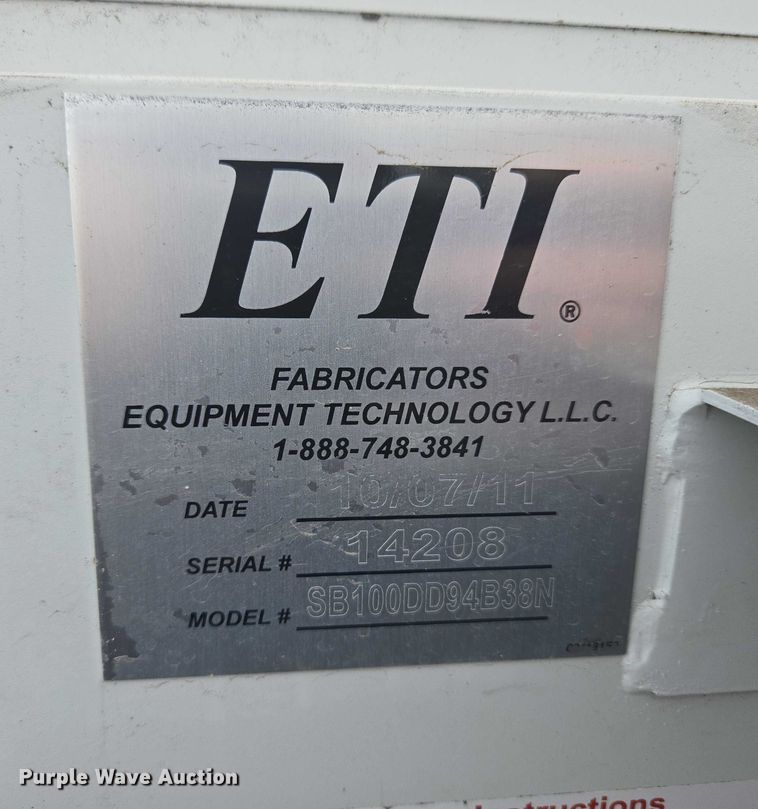 ETI®
FABRICATORS
EQUIPMENT TECHNOLOGY L.L.C.
1-888-748-3841
DATE 10/07/11
SERIAL # 14208
MODEL # SB100DD94B38N
Purple Wave Auction